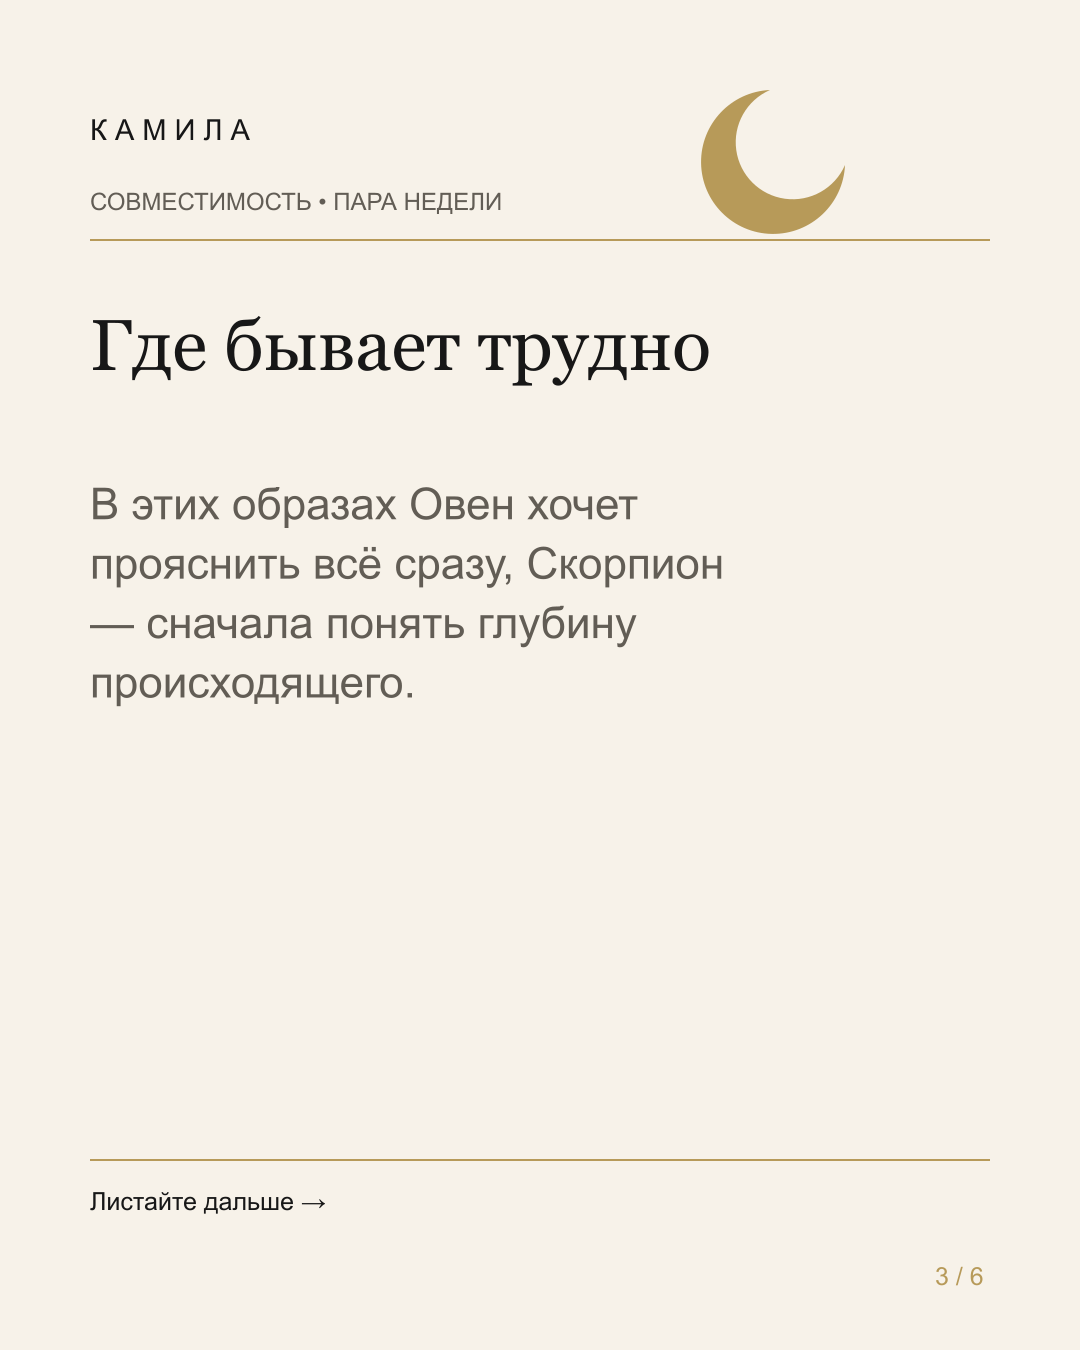 КАМИЛА
СОВМЕСТИМОСТЬ • ПАРА НЕДЕЛИ
Где бывает трудно
В этих образах Овен хочет
прояснить всё сразу, Скорпион
— сначала понять глубину
происходящего.
Листайте дальше →
3 / 6